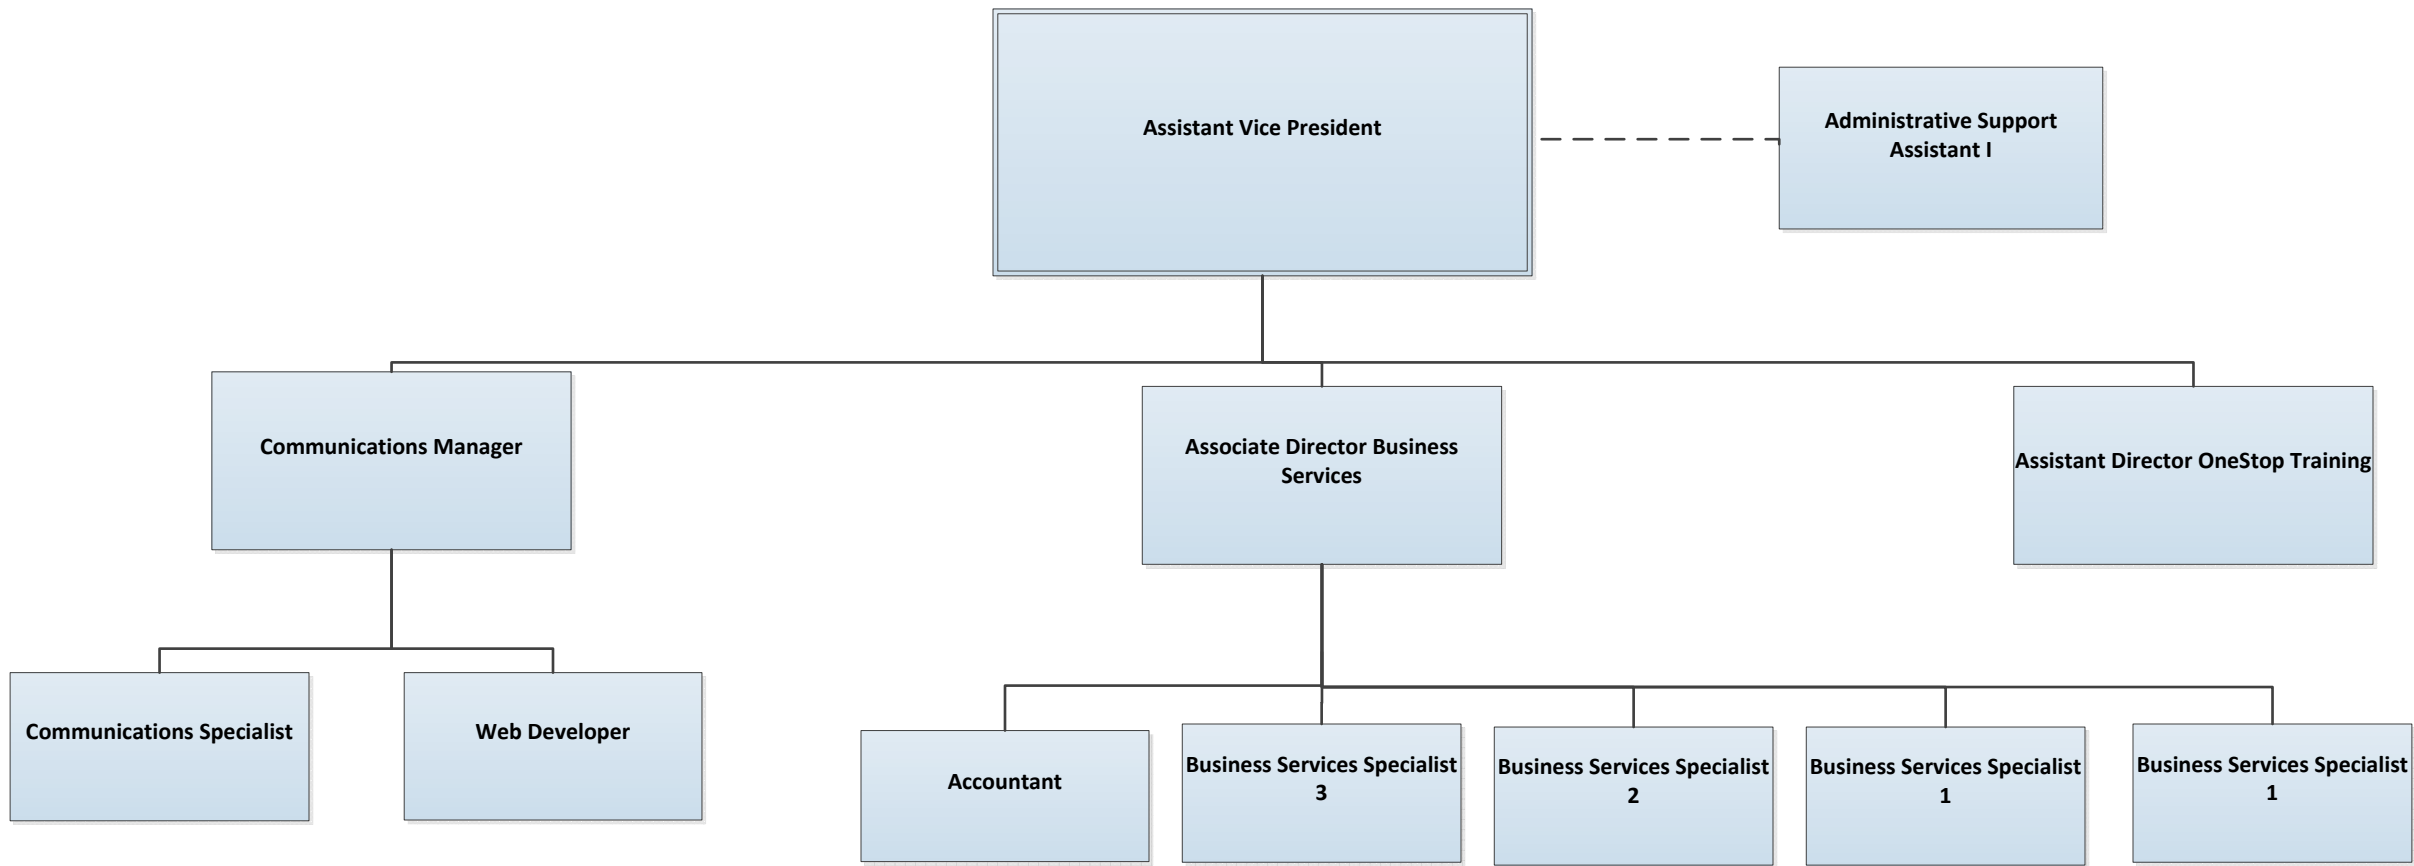 Assistant Vice President
Administrative Support
Assistant I
Communications Manager
Associate Director Business
Services
Assistant Director OneStop Training
Communications Specialist
Web Developer
Accountant
Business Services Specialist
3
Business Services Specialist
2
Business Services Specialist
1
Business Services Specialist
1